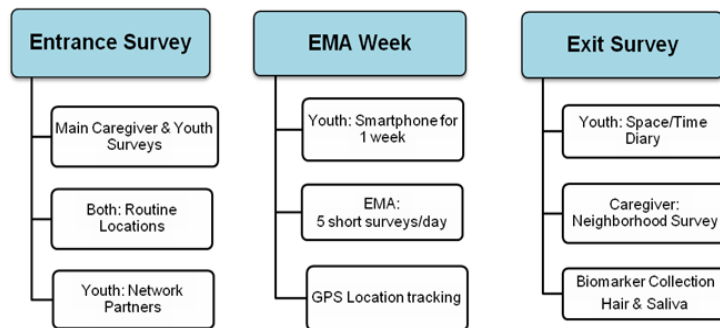 Entrance Survey
Main Caregiver & Youth
Surveys
Both: Routine
Locations
Youth: Network
Partners
EMA Week
Youth: Smartphone for
1 week
EMA:
5 short surveys/day
GPS Location tracking
Exit Survey
Youth: Space/Time
Diary
Caregiver:
Neighborhood Survey
Biomarker Collection
Hair & Saliva